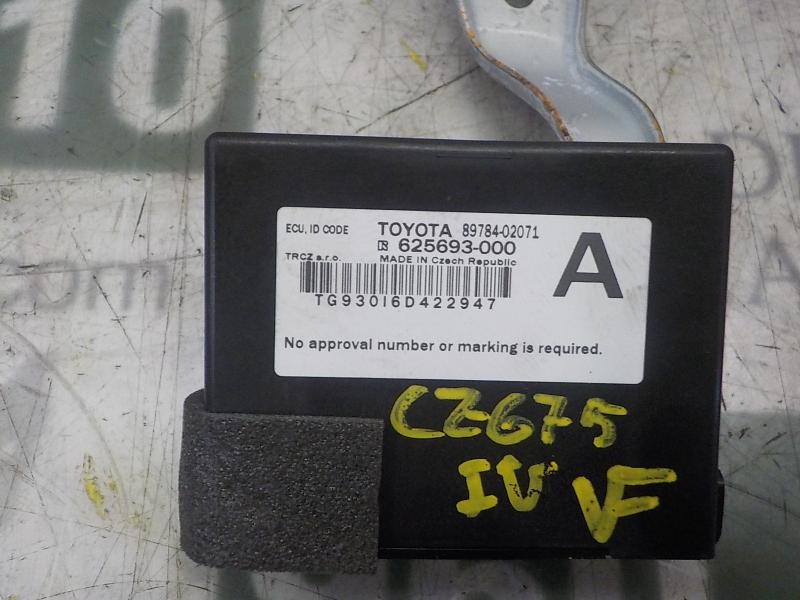 ECU, ID CODE TOYOTA 89784-02071
625693-000
TRCZ s.r.o. MADE IN Czech Republic
TG93016D422947
A
No approval number or marking is required.
CZ675
IV VF